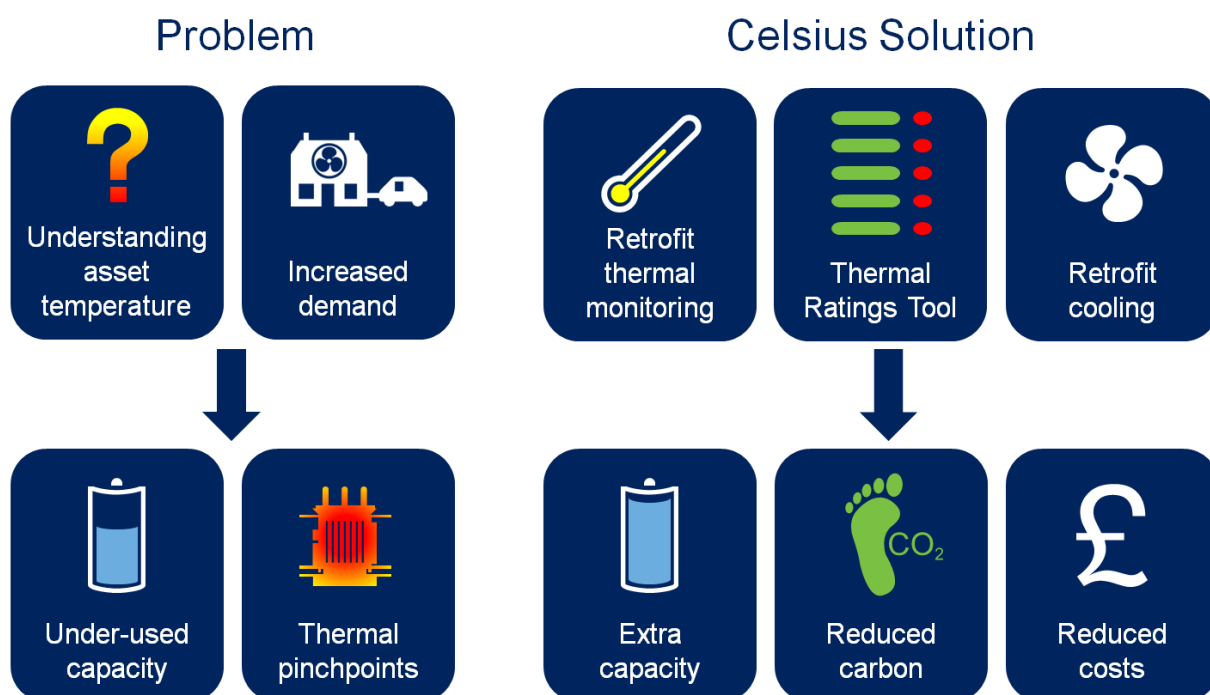 Problem
Celsius Solution
?
Understanding
asset
temperature
Increased
demand
Retrofit
thermal
monitoring
Thermal
Ratings Tool
Retrofit
cooling
Under-used
capacity
Thermal
pinchpoints
Extra
capacity
CO₂
Reduced
carbon
£
Reduced
costs